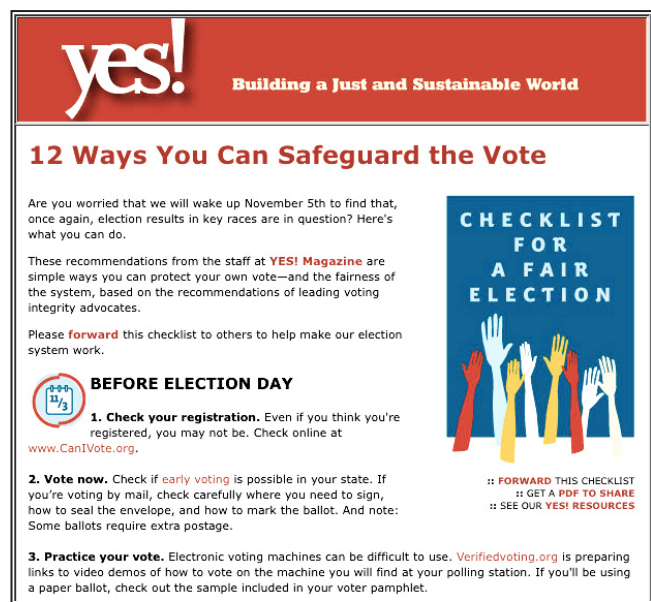 yes!
Building a Just and Sustainable World
12 Ways You Can Safeguard the Vote
Are you worried that we will wake up November 5th to find that,
once again, election results in key races are in question? Here's
what you can do.
These recommendations from the staff at YES! Magazine are
simple ways you can protect your own vote—and the fairness of
the system, based on the recommendations of leading voting
integrity advocates.
Please forward this checklist to others to help make our election
system work.
CHECKLIST
FOR
A FAIR
ELECTION
:: FORWARD THIS CHECKLIST
:: GET A PDF TO SHARE
:: SEE OUR YES! RESOURCES
11/3
BEFORE ELECTION DAY
1. Check your registration. Even if you think you're
registered, you may not be. Check online at
www.CanIVote.org.
2. Vote now. Check if early voting is possible in your state. If
you're voting by mail, check carefully where you need to sign,
how to seal the envelope, and how to mark the ballot. And note:
Some ballots require extra postage.
3. Practice your vote. Electronic voting machines can be difficult to use. Verifiedvoting.org is preparing
links to video demos of how to vote on the machine you will find at your polling station. If you'll be using
a paper ballot, check out the sample included in your voter pamphlet.